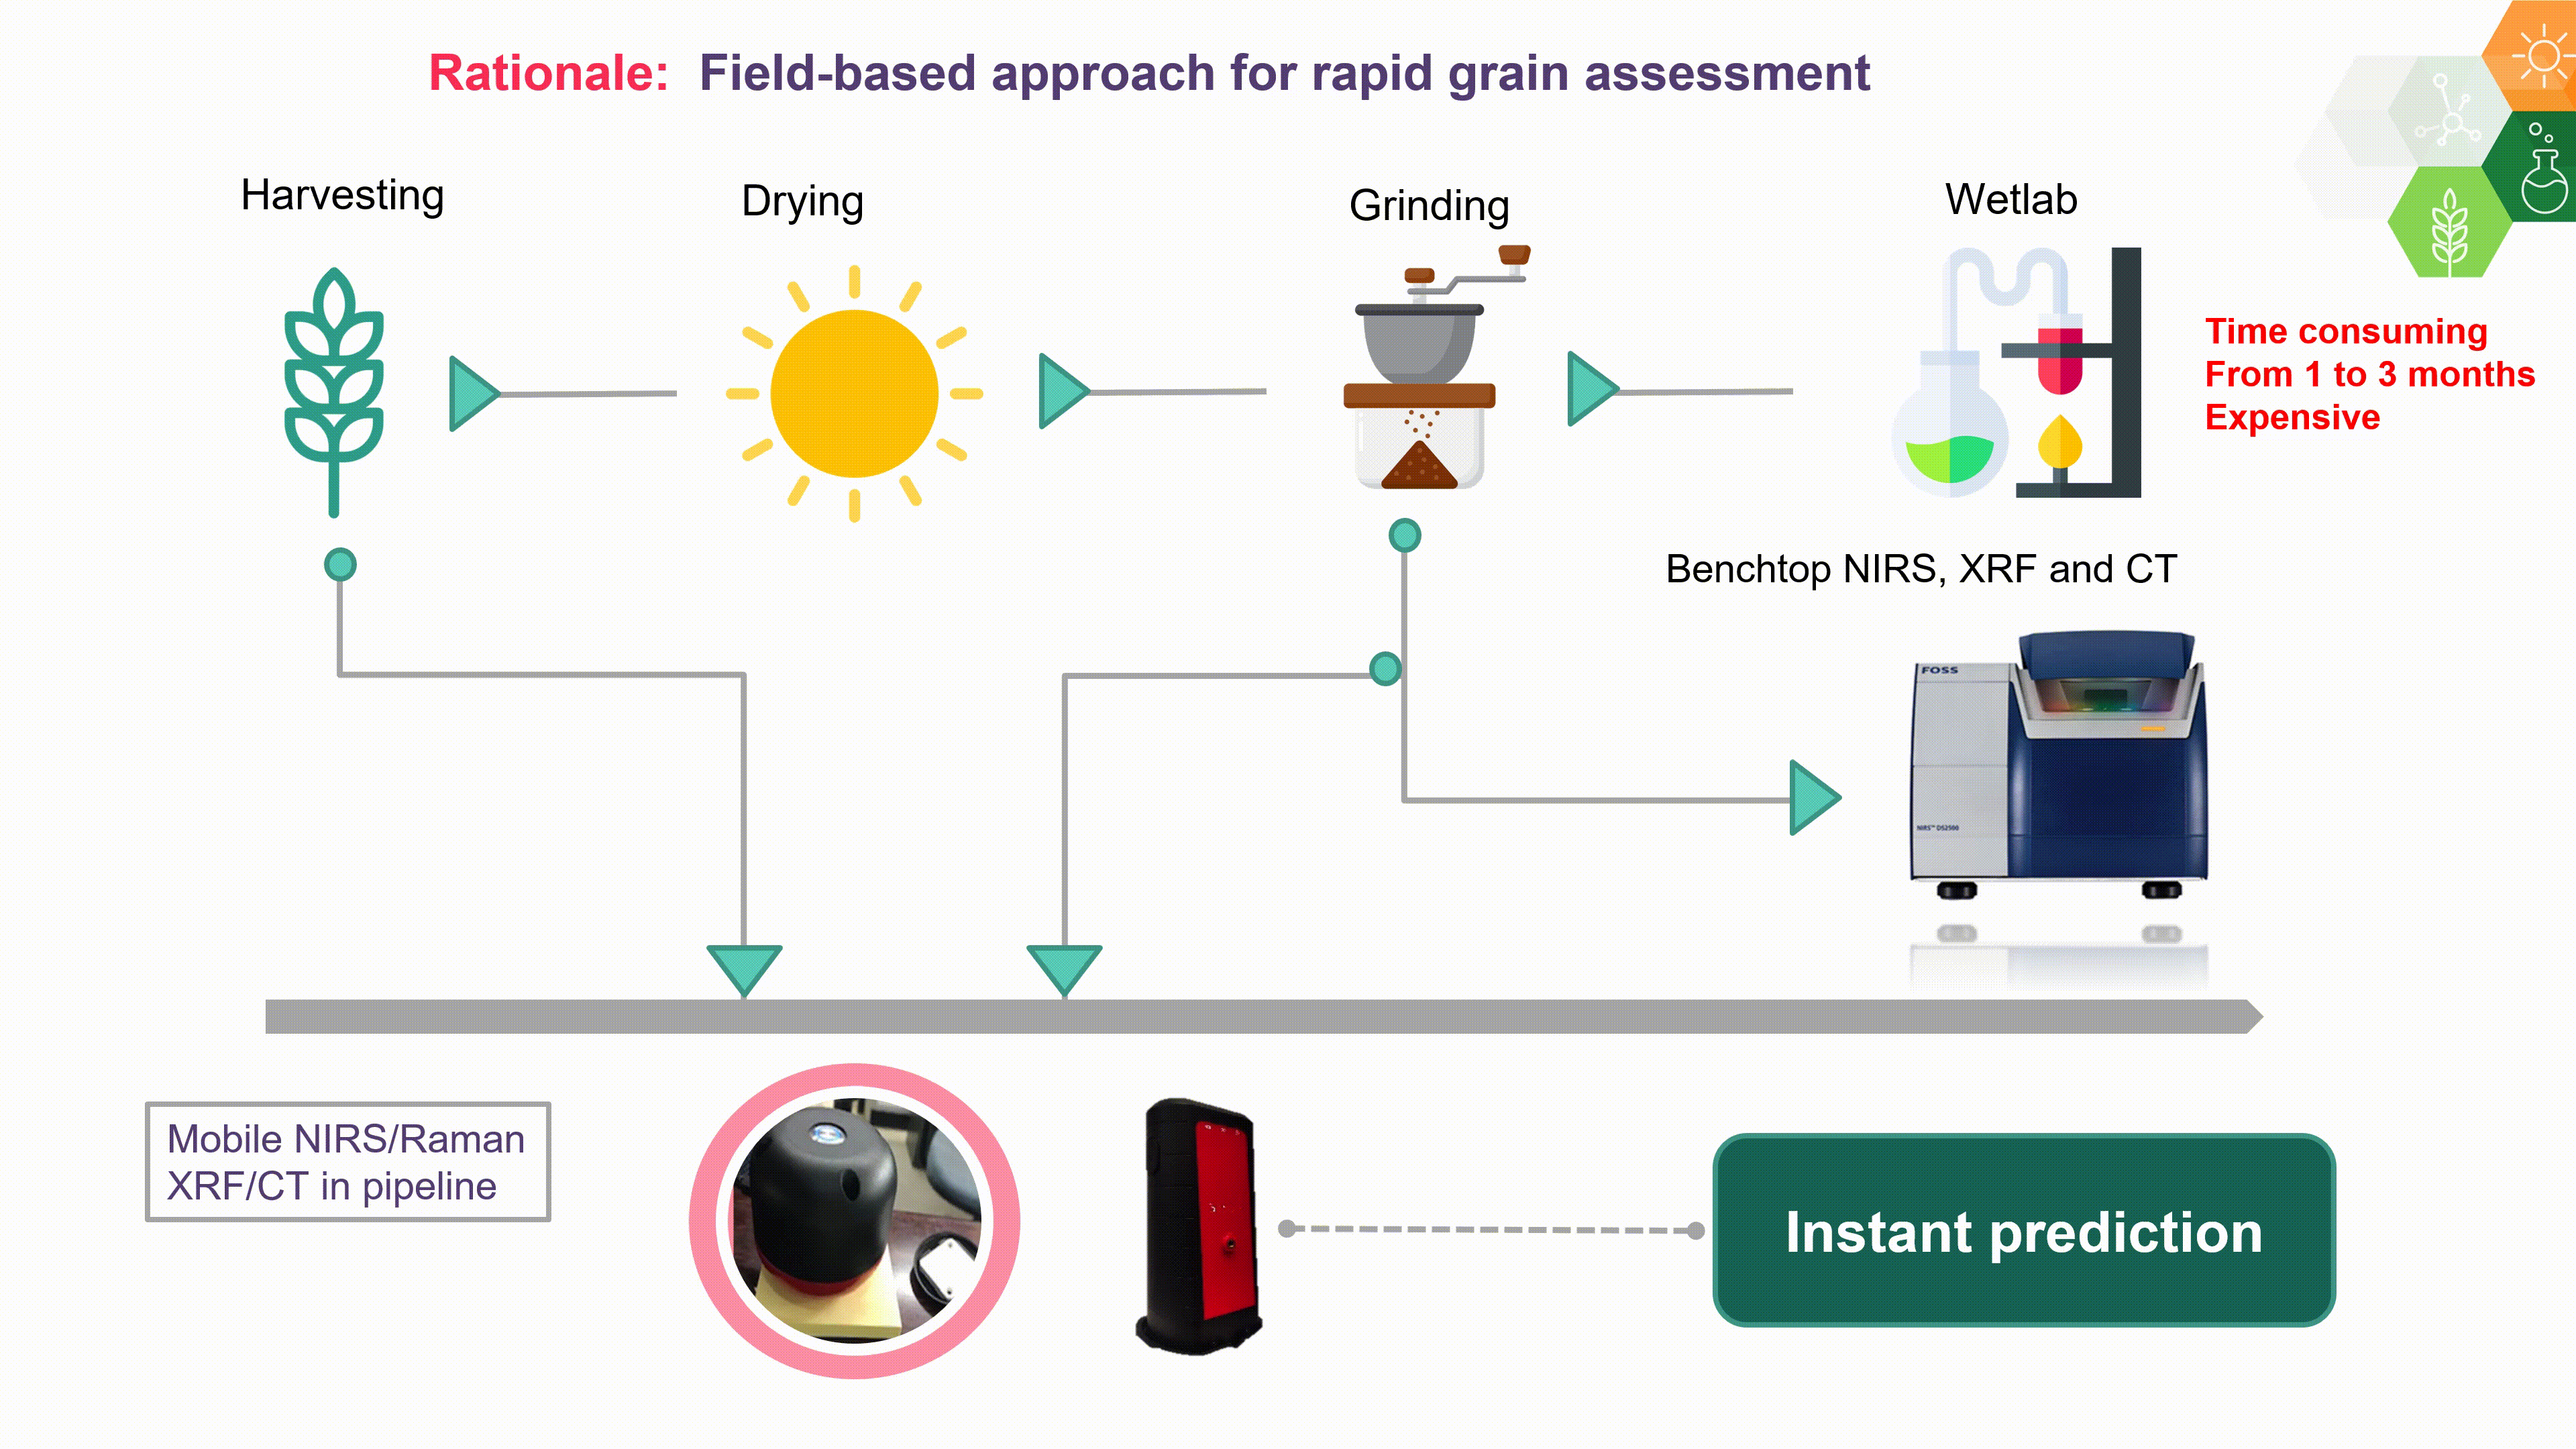 Rationale: Field-based approach for rapid grain assessment
Harvesting
Drying
Grinding
Wetlab
Time consuming
From 1 to 3 months
Expensive
Benchtop NIRS, XRF and CT
FOSS
NIRS™ DS2500
Mobile NIRS/Raman
XRF/CT in pipeline
Instant prediction